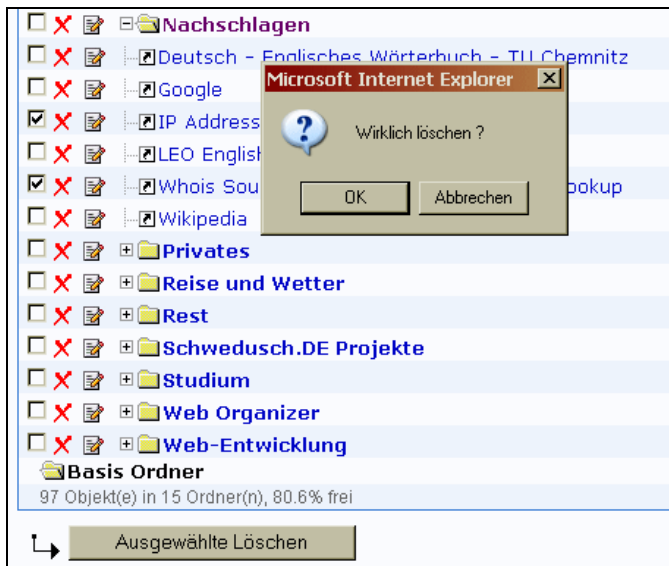 Nachschlagen
Deutsch - Englisches Wörterbuch - TU Chemnitz
Google
Microsoft Internet Explorer
Wirklich löschen ?
OK
Abbrechen
IP Address
LEO English
Whois Sou
ookup
Wikipedia
Privates
Reise und Wetter
Rest
Schwedusch.DE Projekte
Studium
Web Organizer
Web-Entwicklung
Basis Ordner
97 Objekt(e) in 15 Ordner(n), 80.6% frei
Ausgewählte Löschen